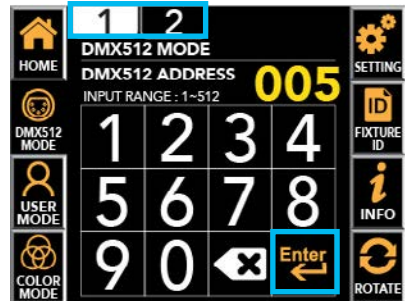 1 2
HOME
DMX512 MODE
SETTING
DMX512 ADDRESS
INPUT RANGE : 1~512
005
DMX512
MODE
1 2 3 4
ID
FIXTURE
ID
USER
MODE
5 6 7 8
i
INFO
COLOR
MODE
9 0 x Enter
ROTATE